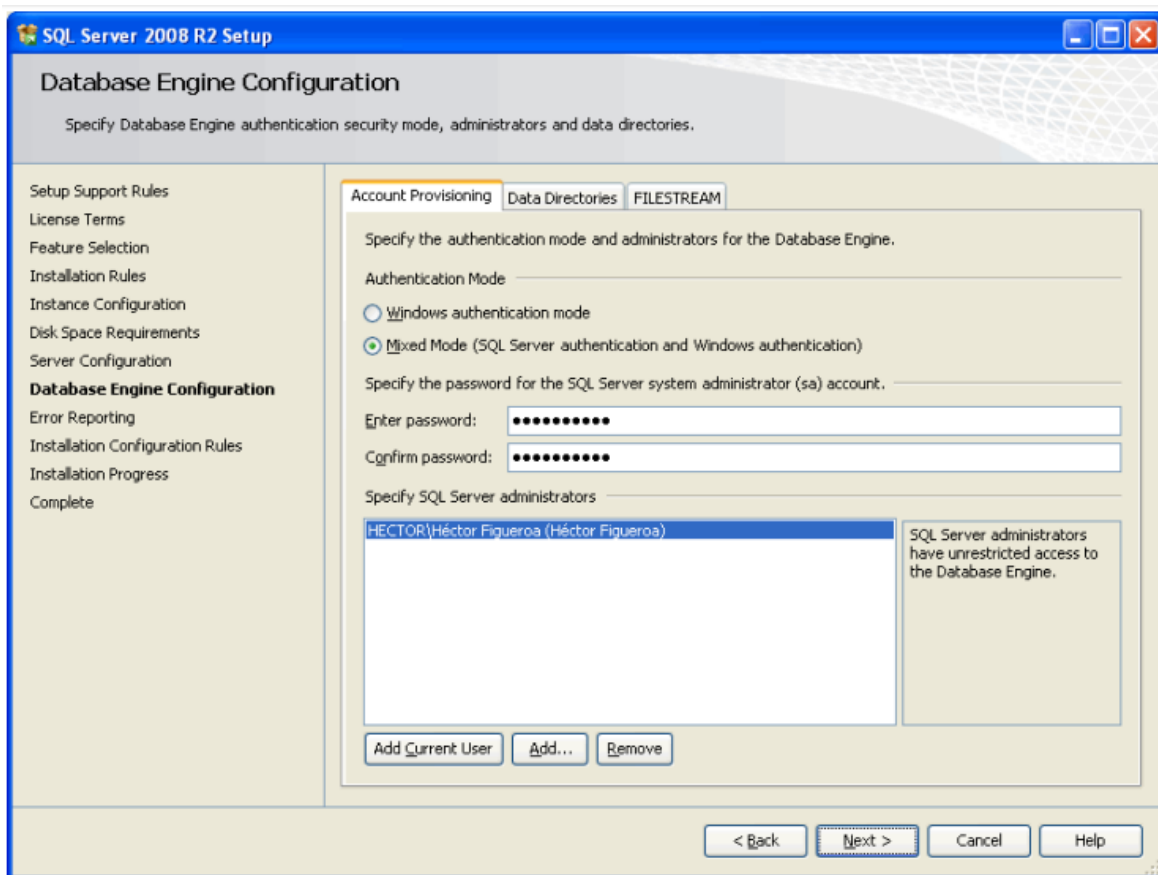 SQL Server 2008 R2 Setup
Database Engine Configuration
Specify Database Engine authentication security mode, administrators and data directories.
Setup Support Rules
License Terms
Feature Selection
Installation Rules
Instance Configuration
Disk Space Requirements
Server Configuration
Database Engine Configuration
Error Reporting
Installation Configuration Rules
Installation Progress
Complete
Account Provisioning
Data Directories
FILESTREAM
Specify the authentication mode and administrators for the Database Engine.
Authentication Mode
Windows authentication mode
Mixed Mode (SQL Server authentication and Windows authentication)
Specify the password for the SQL Server system administrator (sa) account.
Enter password: ●●●●●●●●●●
Confirm password: ●●●●●●●●●●
Specify SQL Server administrators
HECTOR\Héctor Figueroa (Héctor Figueroa)
SQL Server administrators
have unrestricted access to
the Database Engine.
Add Current User
Add...
Remove
< Back
Next >
Cancel
Help